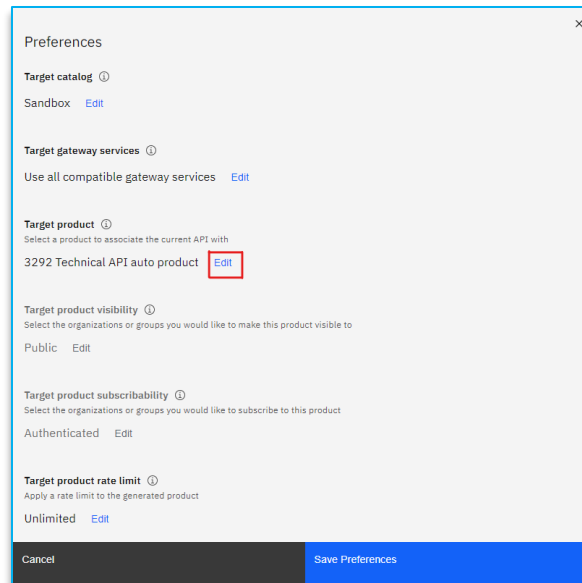 Preferences
Target catalog
Sandbox Edit
Target gateway services
Use all compatible gateway services Edit
Target product
Select a product to associate the current API with
3292 Technical API auto product Edit
Target product visibility
Select the organizations or groups you would like to make this product visible to
Public Edit
Target product subscribability
Select the organizations or groups you would like to subscribe to this product
Authenticated Edit
Target product rate limit
Apply a rate limit to the generated product
Unlimited Edit
Cancel Save Preferences